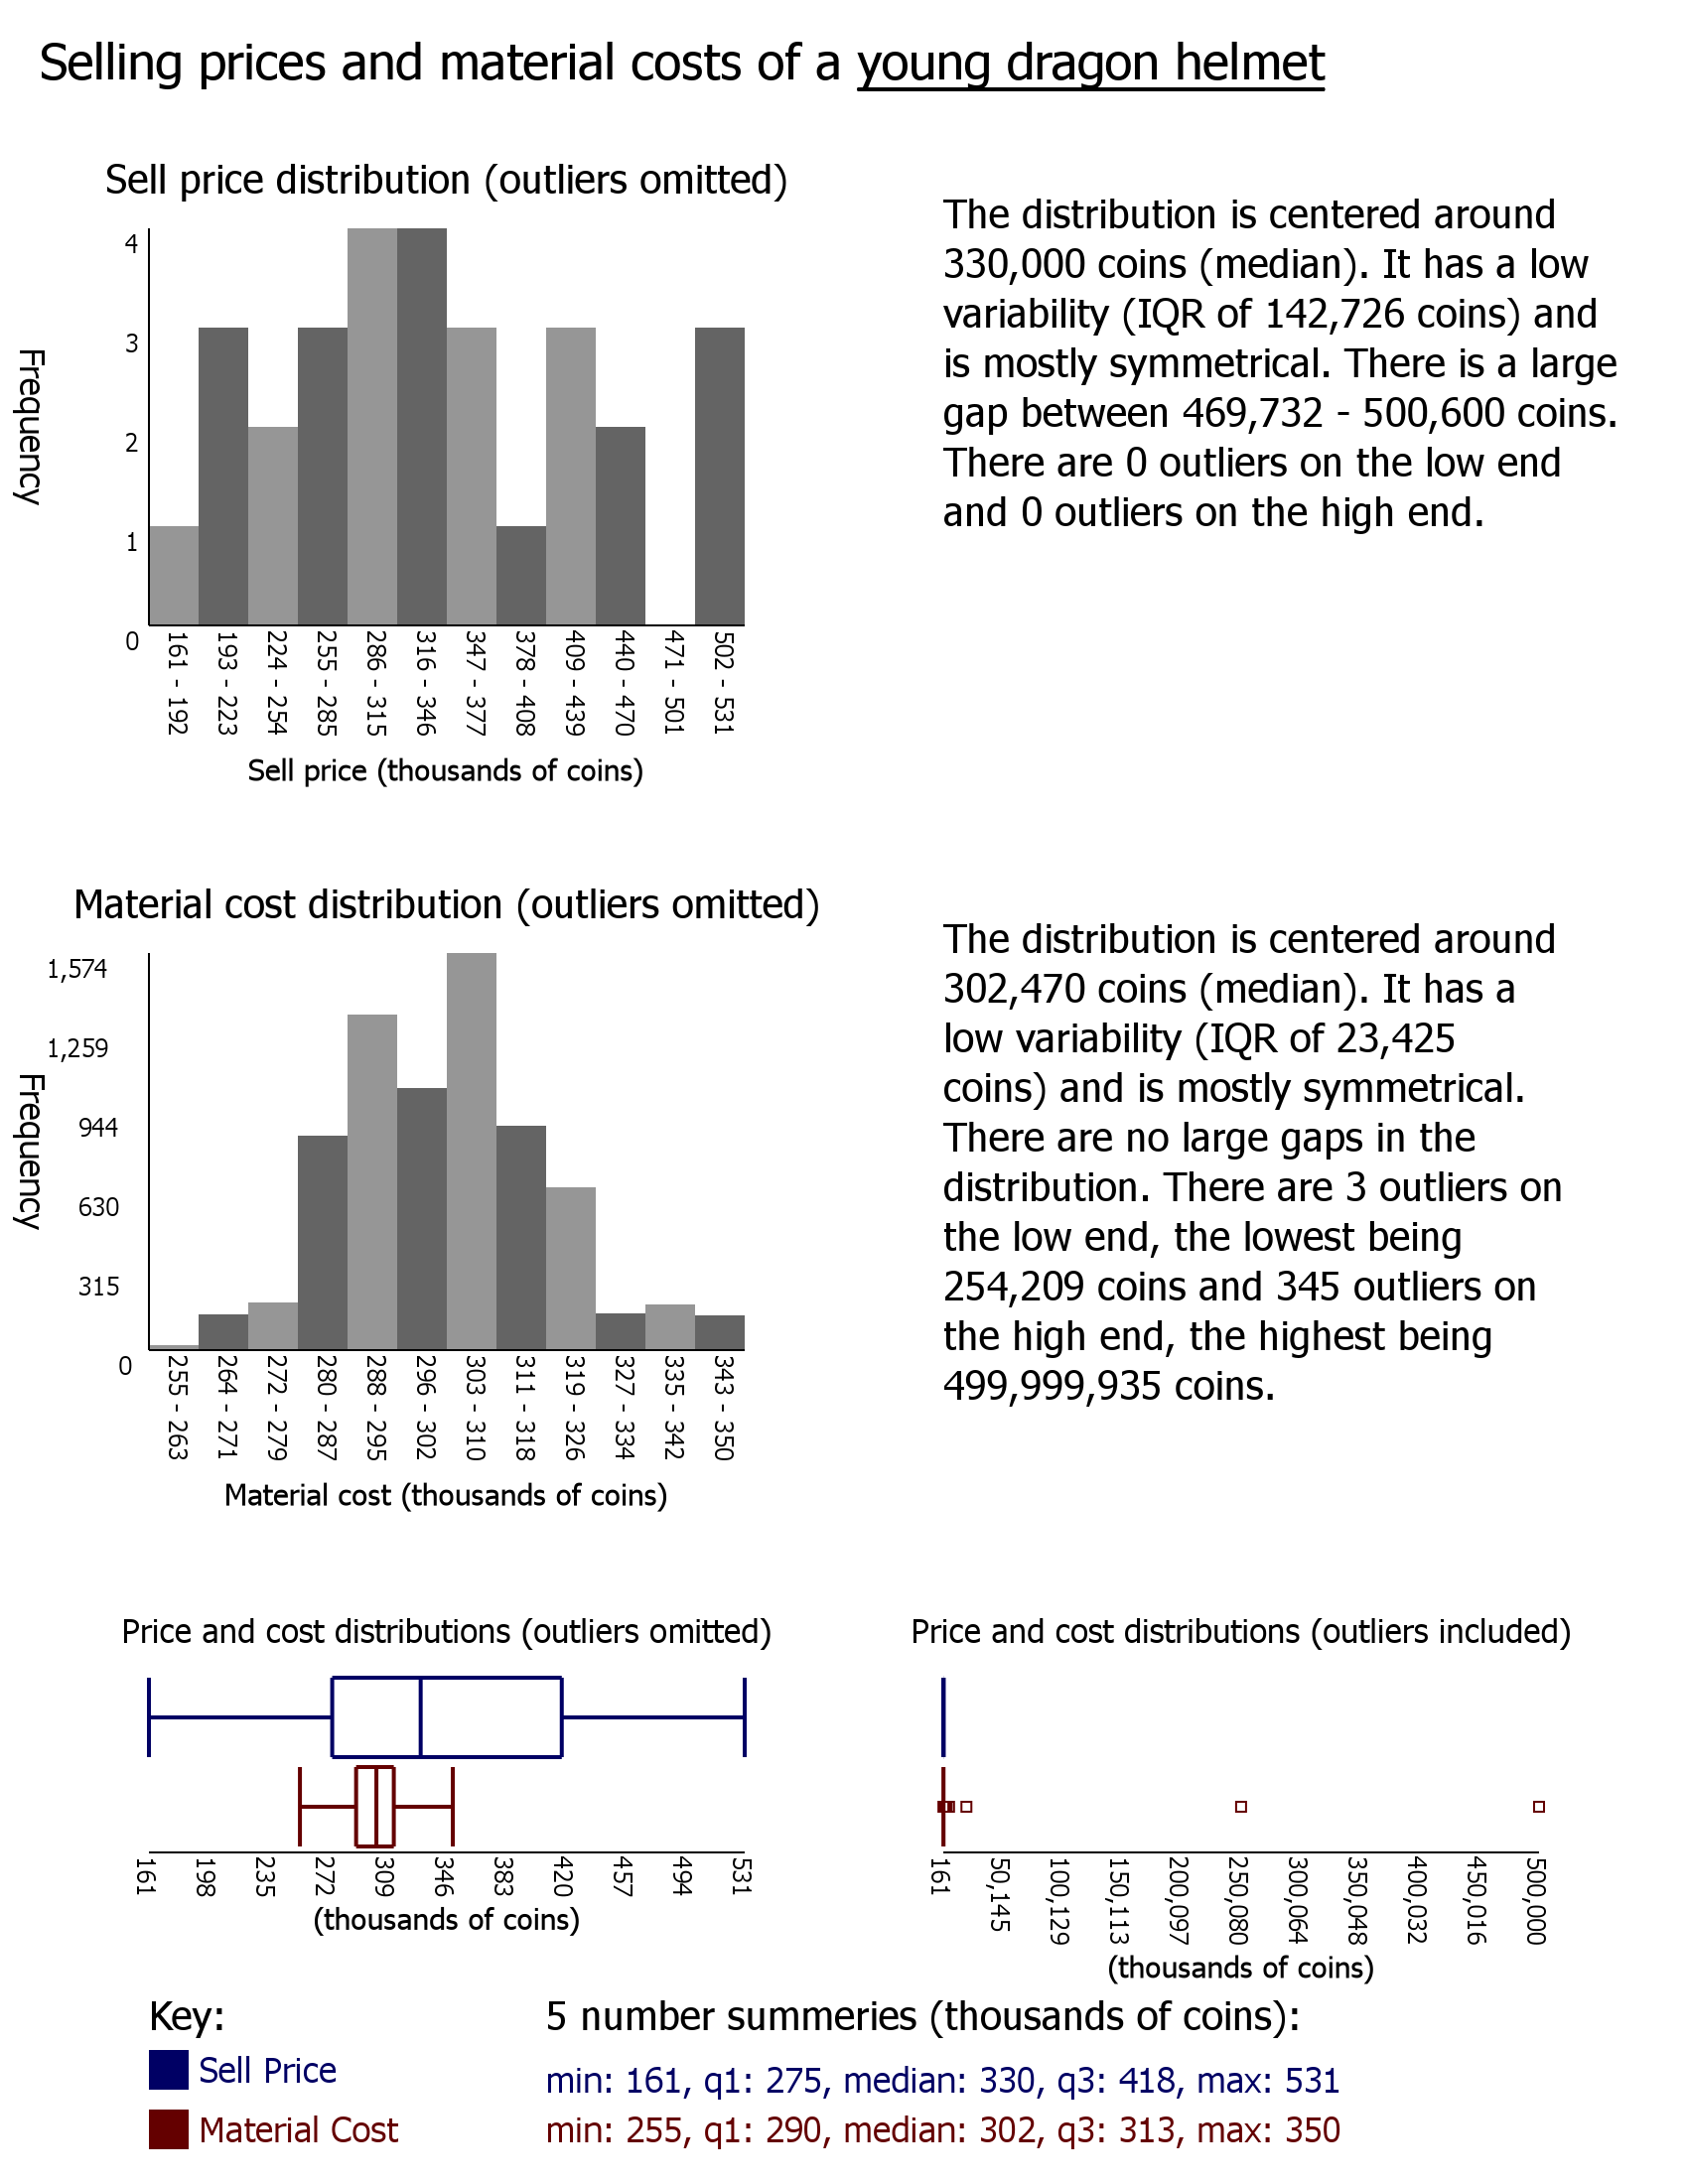 Selling prices and material costs of a young dragon helmet
Sell price distribution (outliers omitted)
4
3
2
1
0
Frequency
161 - 192
193 - 223
224 - 254
255 - 285
286 - 315
316 - 346
347 - 377
378 - 408
409 - 439
440 - 470
471 - 501
502 - 531
Sell price (thousands of coins)
The distribution is centered around
330,000 coins (median). It has a low
variability (IQR of 142,726 coins) and
is mostly symmetrical. There is a large
gap between 469,732 - 500,600 coins.
There are 0 outliers on the low end
and 0 outliers on the high end.
Material cost distribution (outliers omitted)
1,574
1,259
944
630
315
0
Frequency
255 - 263
264 - 271
272 - 279
280 - 287
288 - 295
296 - 302
303 - 310
311 - 318
319 - 326
327 - 334
335 - 342
343 - 350
Material cost (thousands of coins)
The distribution is centered around
302,470 coins (median). It has a
low variability (IQR of 23,425
coins) and is mostly symmetrical.
There are no large gaps in the
distribution. There are 3 outliers on
the low end, the lowest being
254,209 coins and 345 outliers on
the high end, the highest being
499,999,935 coins.
Price and cost distributions (outliers omitted)
161
198
235
272
309
346
383
420
457
494
531
(thousands of coins)
Price and cost distributions (outliers included)
161
50,145
100,129
150,113
200,097
250,080
300,064
350,048
400,032
450,016
500,000
(thousands of coins)
Key:
Sell Price
Material Cost
5 number summeries (thousands of coins):
min: 161, q1: 275, median: 330, q3: 418, max: 531
min: 255, q1: 290, median: 302, q3: 313, max: 350